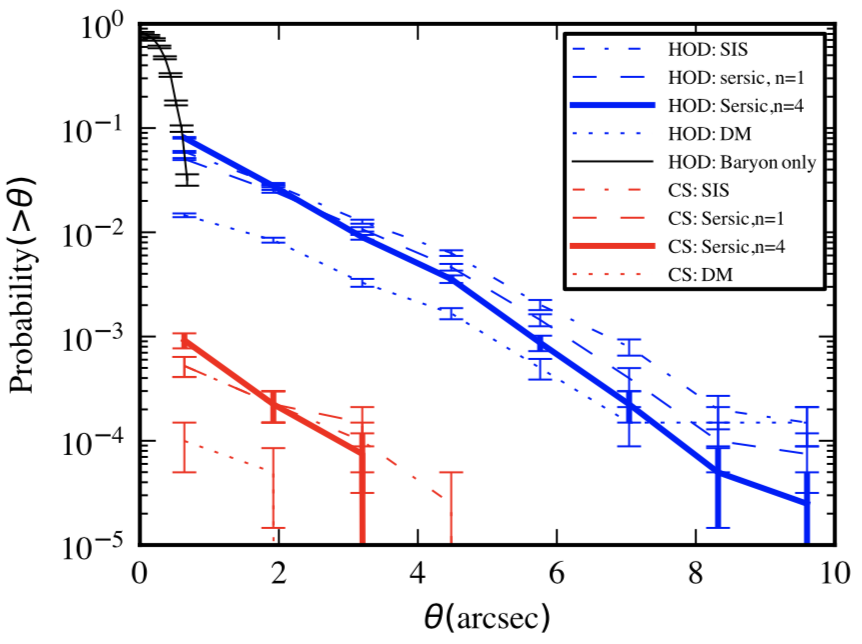 10⁰
10⁻¹
10⁻²
10⁻³
10⁻⁴
10⁻⁵
Probability(>θ)
0 2 4 6 8 10
θ(arcsec)
HOD: SIS
HOD: sersic, n=1
HOD: Sersic,n=4
HOD: DM
HOD: Baryon only
CS: SIS
CS: Sersic,n=1
CS: Sersic,n=4
CS: DM